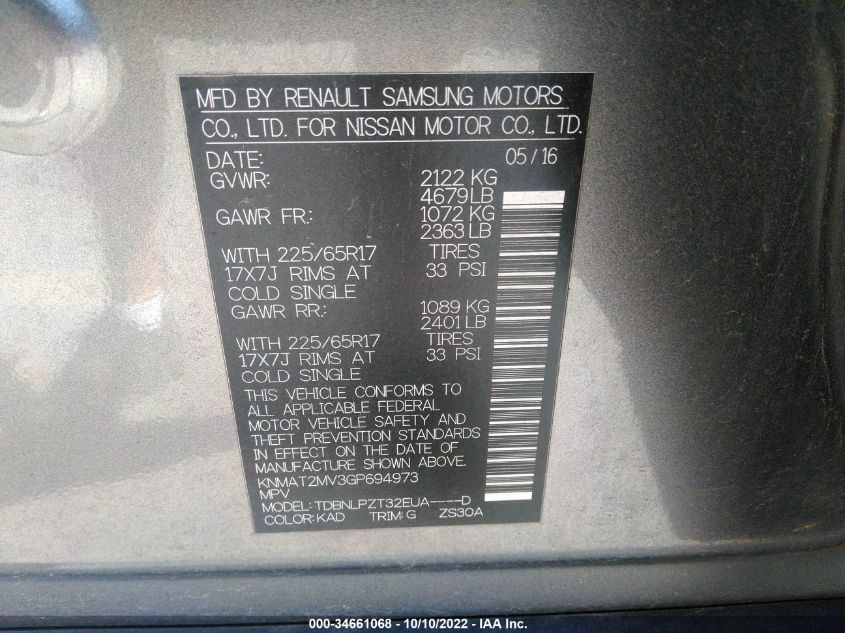 MFD BY RENAULT SAMSUNG MOTORS
CO., LTD. FOR NISSAN MOTOR CO., LTD.
DATE: 05/16
GVWR: 2122 KG
4679 LB
GAWR FR.: 1072 KG
2363 LB
WITH 225/65R17 TIRES
17X7J RIMS AT 33 PSI
COLD SINGLE
GAWR RR.: 1089 KG
2401 LB
WITH 225/65R17 TIRES
17X7J RIMS AT 33 PSI
COLD SINGLE
THIS VEHICLE CONFORMS TO
ALL APPLICABLE FEDERAL
MOTOR VEHICLE SAFETY AND
THEFT PREVENTION STANDARDS
IN EFFECT ON THE DATE OF
MANUFACTURE SHOWN ABOVE.
KNMAT2MV3GP694973
MPV
MODEL: TDBNLPZT32EUA----D
COLOR: KAD TRIM: G ZS30A
000-34661068 - 10/10/2022 - IAA Inc.